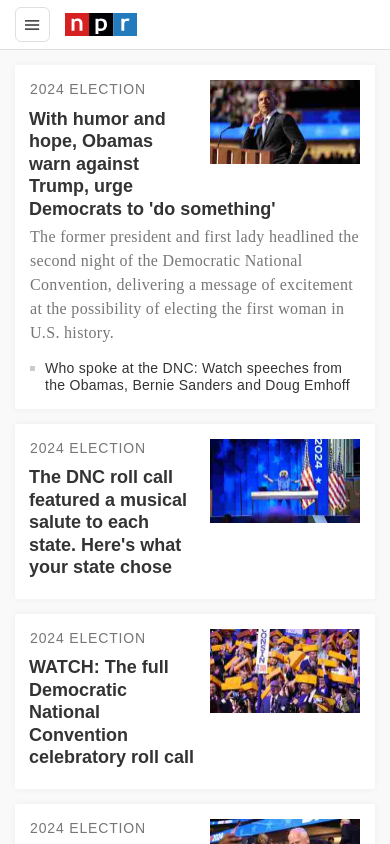 npr
2024 ELECTION
With humor and
hope, Obamas
warn against
Trump, urge
Democrats to 'do something'
The former president and first lady headlined the
second night of the Democratic National
Convention, delivering a message of excitement
at the possibility of electing the first woman in
U.S. history.
Who spoke at the DNC: Watch speeches from
the Obamas, Bernie Sanders and Doug Emhoff
2024 ELECTION
The DNC roll call
featured a musical
salute to each
state. Here's what
your state chose
2024
2024 ELECTION
WATCH: The full
Democratic
National
Convention
celebratory roll call
2024 ELECTION